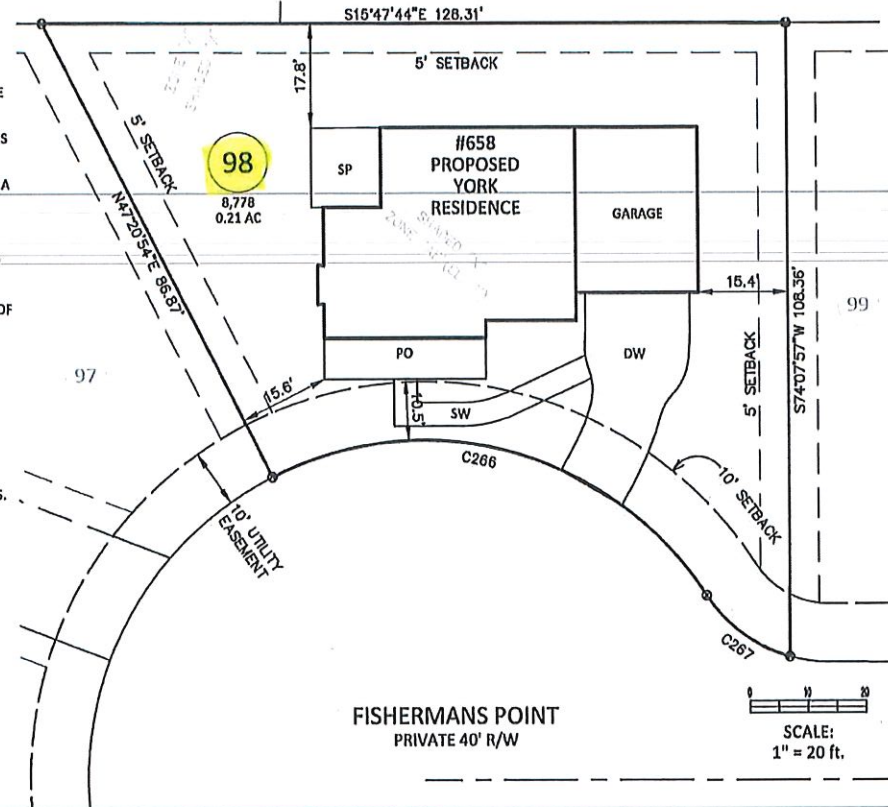 S15°47'44"E 128.31'
5' SETBACK
17.8'
5' SETBACK
98
8,778
0.21 AC
SP
#658
PROPOSED
YORK
RESIDENCE
GARAGE
N47°20'54"E 86.87'
15.4'
S74°07'57"W 108.36'
99
OF
E
S
A
S.
97
PO
DW
5' SETBACK
15.6'
10.5'
SW
C266
10' SETBACK
10' UTILITY
EASEMENT
C267
FISHERMANS POINT
PRIVATE 40' R/W
0 10 20
SCALE:
1" = 20 ft.
SHADED